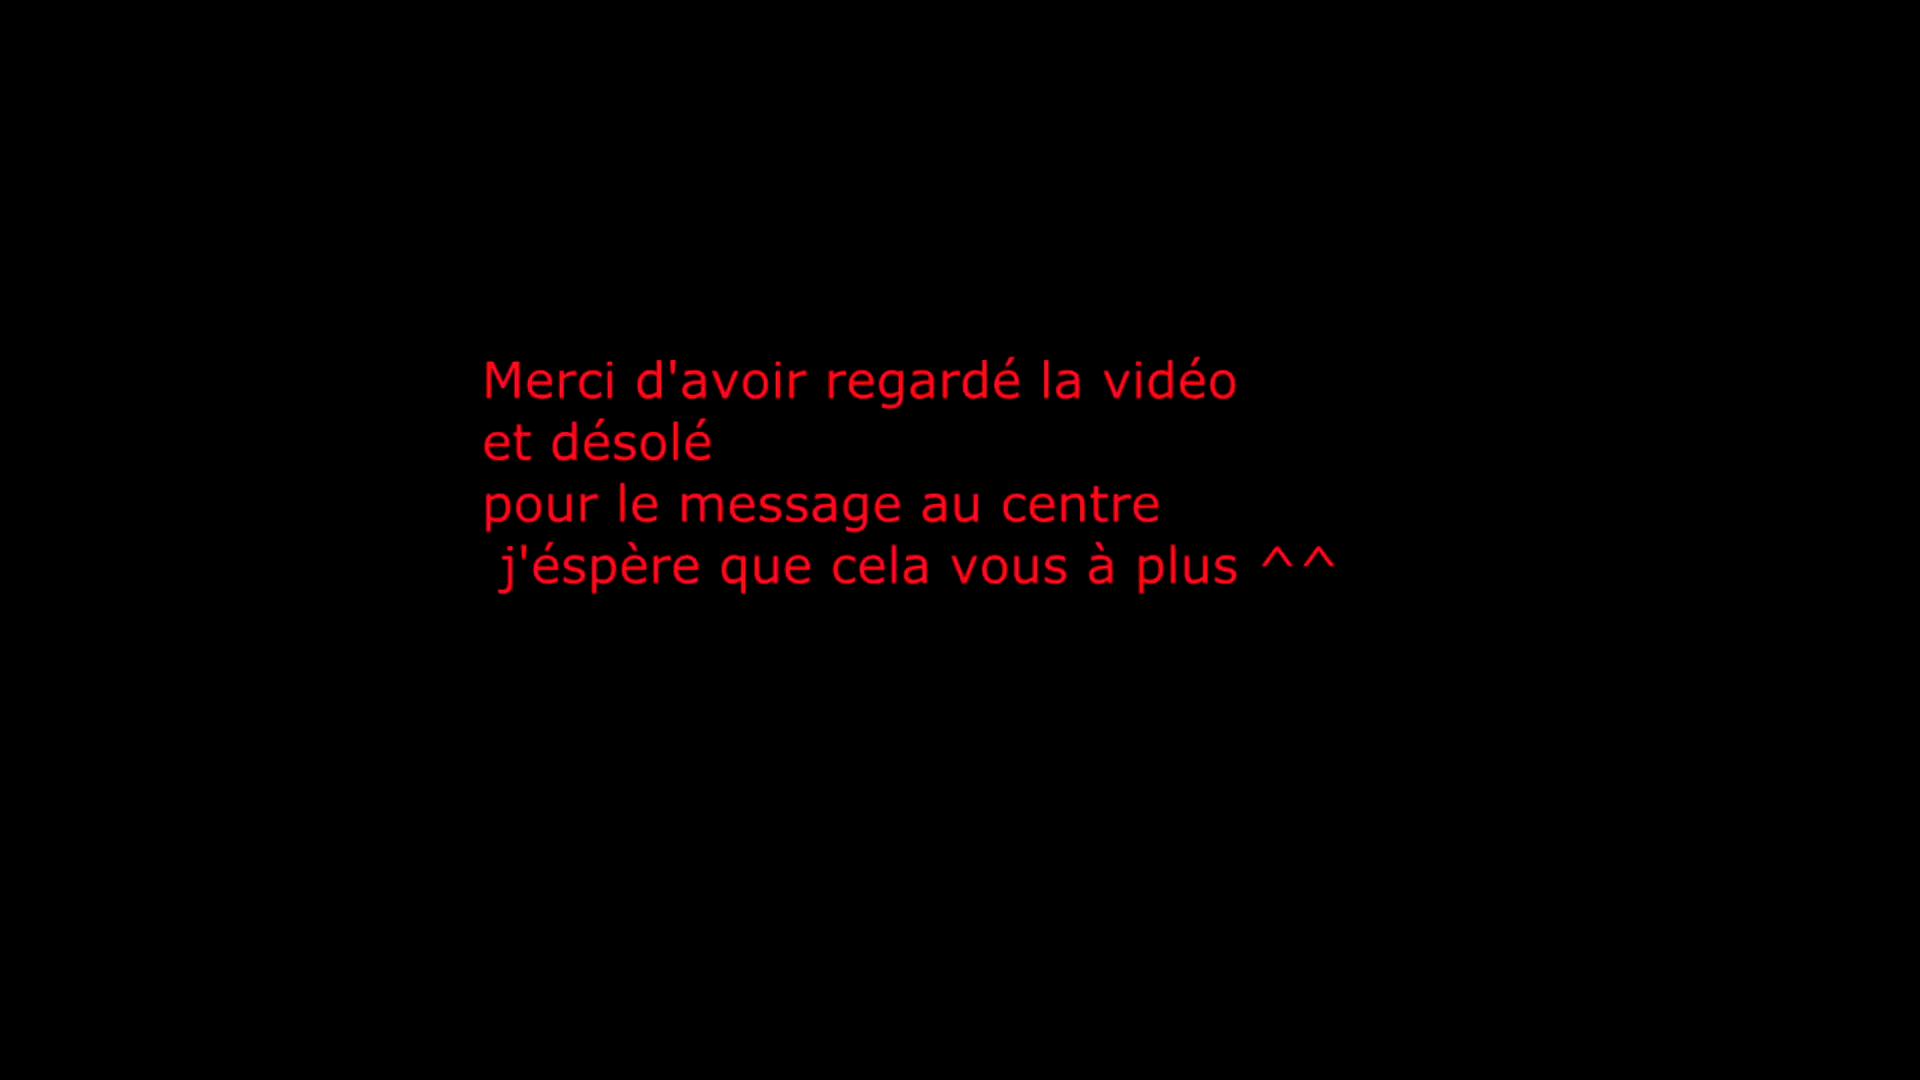 Merci d'avoir regardé la vidéo
et désolé
pour le message au centre
j'éspère que cela vous à plus ^^